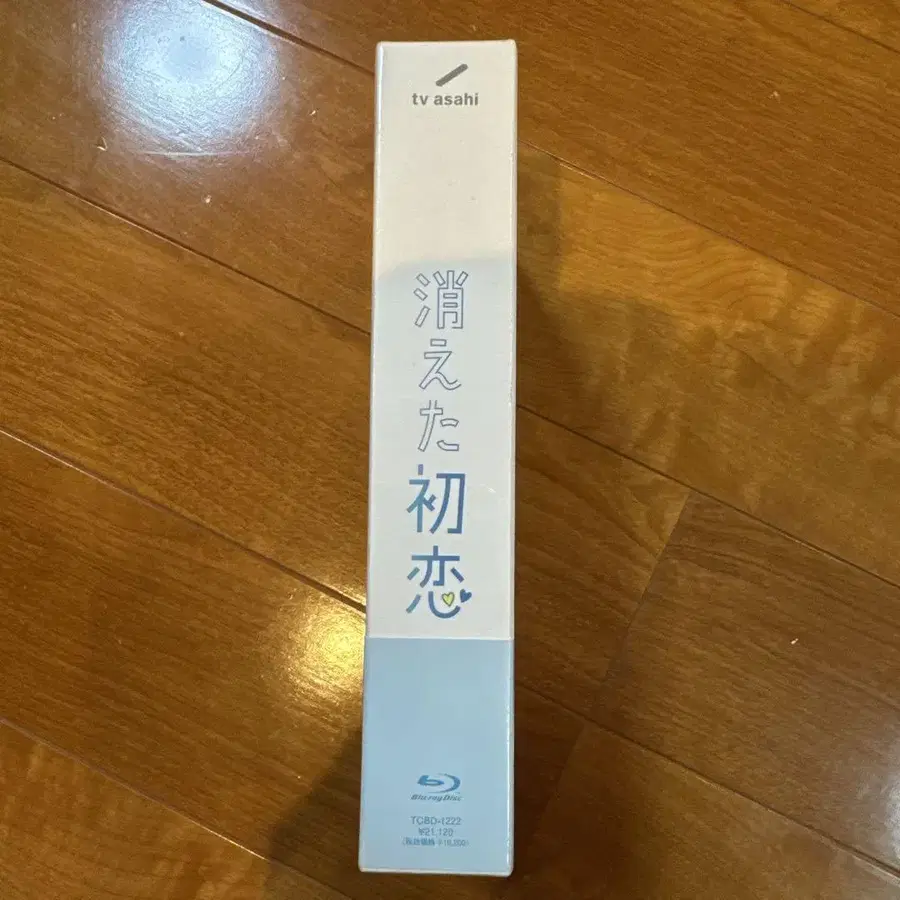 tv asahi
消えた初恋
Blu-ray Disc
TCBD-1222
¥21,120